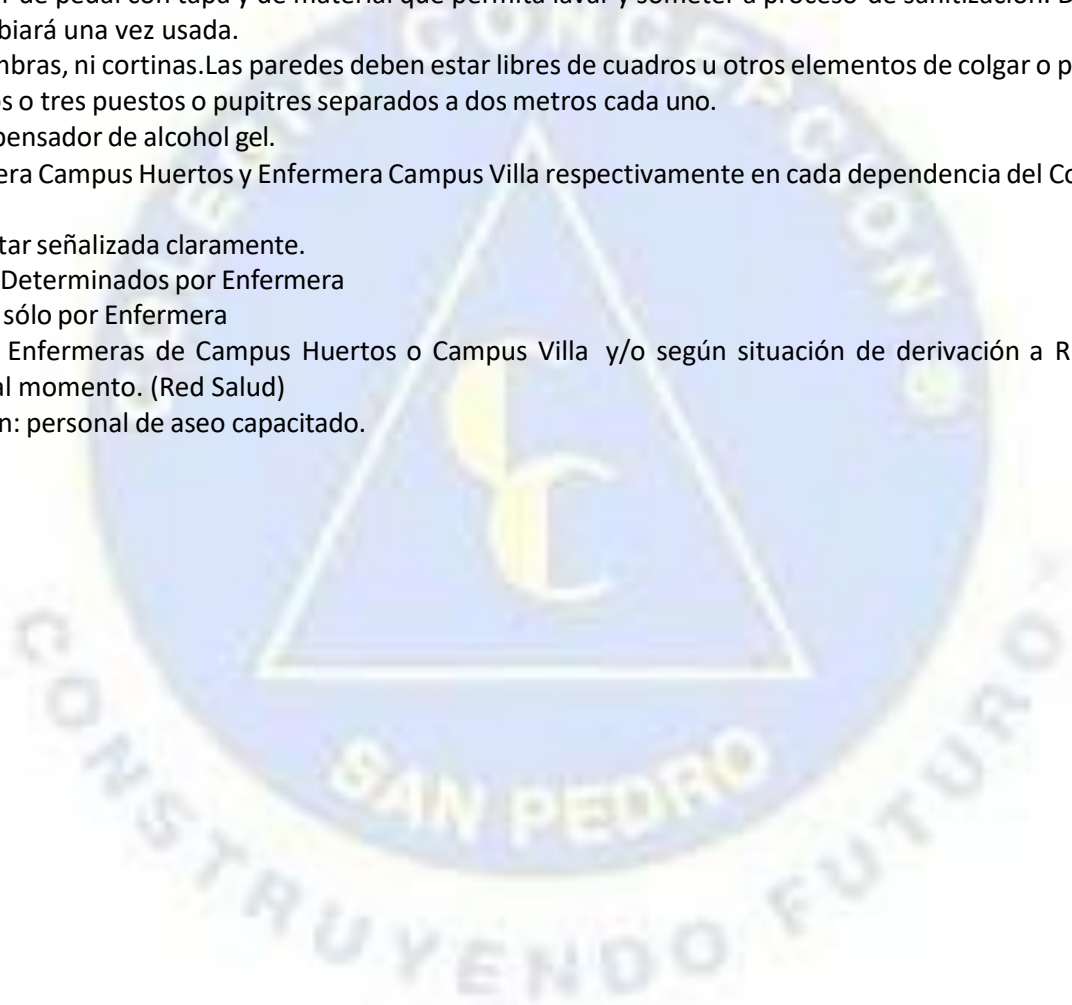 r de pedal con tapa y de material que permita lavar y someter a proceso de sanitización. D
biará una vez usada.
mbras, ni cortinas.Las paredes deben estar libres de cuadros u otros elementos de colgar o p
os o tres puestos o pupitres separados a dos metros cada uno.
pensador de alcohol gel.
era Campus Huertos y Enfermera Campus Villa respectivamente en cada dependencia del Co
tar señalizada claramente.
Determinados por Enfermera
sólo por Enfermera
Enfermeras de Campus Huertos o Campus Villa y/o según situación de derivación a R
al momento. (Red Salud)
n: personal de aseo capacitado.
COLEGIO CONCEPCION
SAN PEDRO
CONSTRUYENDO FUTURO